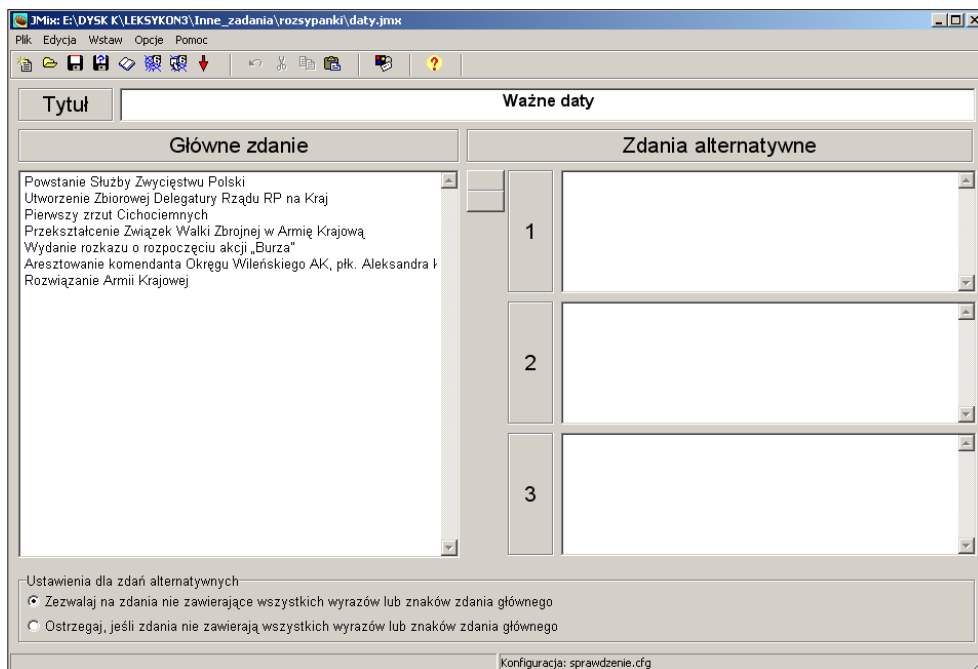 JMix: E:\DYSK K\LEKSYKON3\Inne_zadania\rozsypanki\daty.jmx
Plik Edycja Wstaw Opcje Pomoc
Tytuł
Ważne daty
Główne zdanie
Zdania alternatywne
Powstanie Służby Zwycięstwu Polski
Utworzenie Zbiorowej Delegatury Rządu RP na Kraj
Pierwszy zrzut Cichociemnych
Przekształcenie Związek Walki Zbrojnej w Armię Krajową
Wydanie rozkazu o rozpoczęciu akcji „Burza”
Aresztowanie komendanta Okręgu Wileńskiego AK, płk. Aleksandra
Rozwiązanie Armii Krajowej
1
2
3
Ustawienia dla zdań alternatywnych
Zezwalaj na zdania nie zawierające wszystkich wyrazów lub znaków zdania głównego
Ostrzegaj, jeśli zdania nie zawierają wszystkich wyrazów lub znaków zdania głównego
Konfiguracja: sprawdzenie.cfg